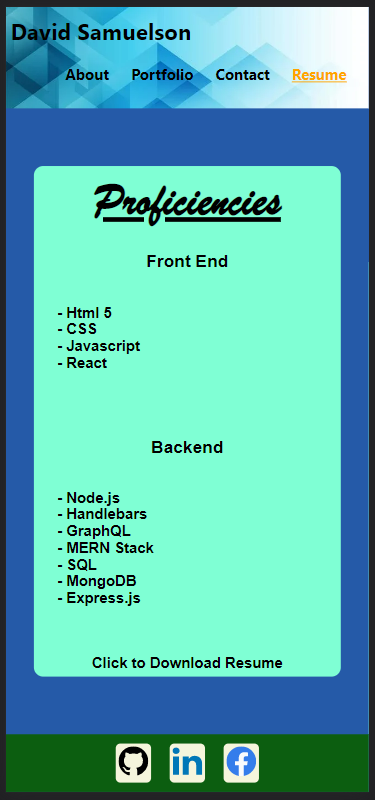 David Samuelson
About Portfolio Contact Resume
Proficiencies
Front End
- Html 5
- CSS
- Javascript
- React
Backend
- Node.js
- Handlebars
- GraphQL
- MERN Stack
- SQL
- MongoDB
- Express.js
Click to Download Resume
in